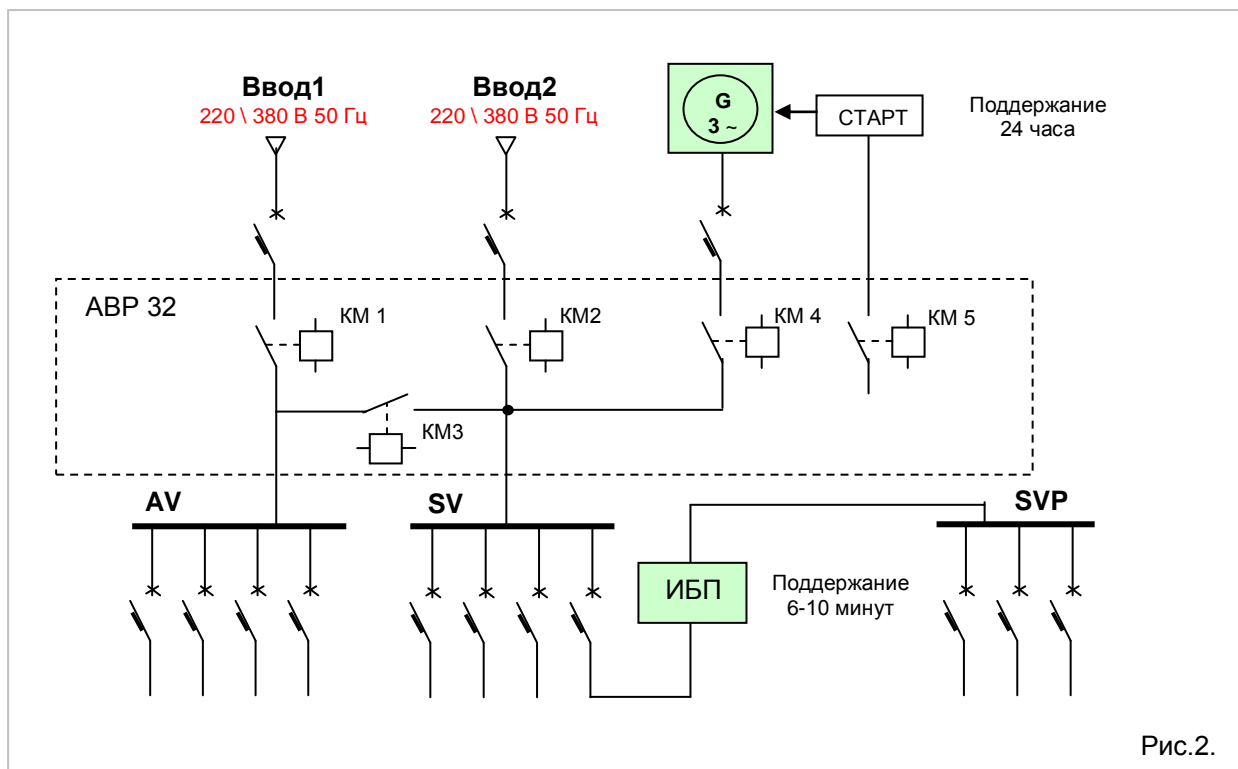 Ввод1
220 \ 380 В 50 Гц
Ввод2
220 \ 380 В 50 Гц
G
3 ~
СТАРТ
Поддержание
24 часа
АВР 32
КМ 1
КМ2
КМ 4
КМ 5
КМ3
AV
SV
SVP
ИБП
Поддержание
6-10 минут
Рис.2.